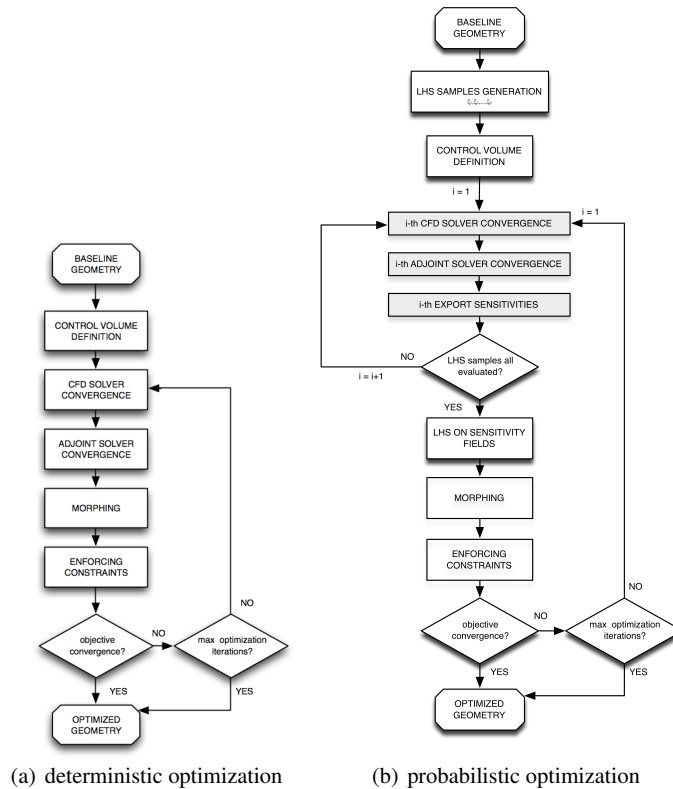 BASELINE
GEOMETRY
CONTROL VOLUME
DEFINITION
CFD SOLVER
CONVERGENCE
ADJOINT SOLVER
CONVERGENCE
MORPHING
ENFORCING
CONSTRAINTS
objective
convergence?
NO
max optimization
iterations?
NO
YES
YES
OPTIMIZED
GEOMETRY
(a) deterministic optimization
BASELINE
GEOMETRY
LHS SAMPLES GENERATION
CONTROL VOLUME
DEFINITION
i = 1
i = 1
i-th CFD SOLVER CONVERGENCE
i-th ADJOINT SOLVER CONVERGENCE
i-th EXPORT SENSITIVITIES
LHS samples all
evaluated?
NO
i = i+1
YES
LHS ON SENSITIVITY
FIELDS
MORPHING
ENFORCING
CONSTRAINTS
objective
convergence?
NO
max optimization
iterations?
NO
YES
YES
OPTIMIZED
GEOMETRY
(b) probabilistic optimization